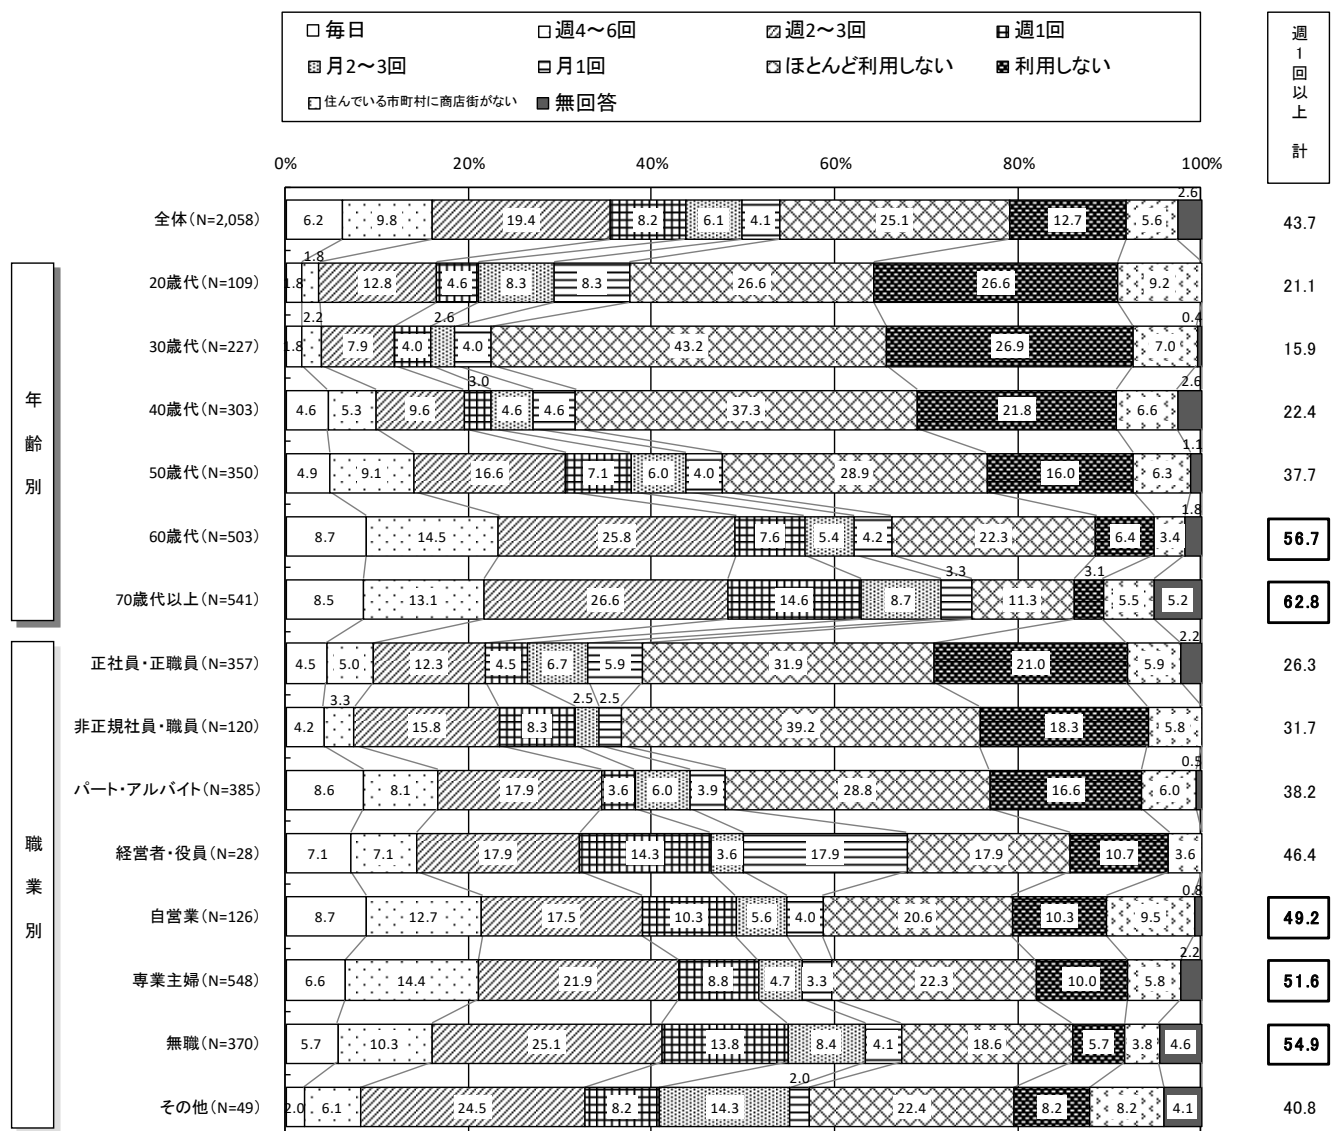 毎日 週4～6回 週2～3回 週1回
月2～3回 月1回 ほとんど利用しない 利用しない
住んでいる市町村に商店街がない 無回答
週1回以上 計
0% 20% 40% 60% 80% 100%
全体(N=2,058) 6.2 9.8 19.4 8.2 6.1 4.1 25.1 12.7 5.6 2.6 43.7
年齢別
20歳代(N=109) 1.8 1.8 12.8 4.6 8.3 8.3 26.6 26.6 9.2 21.1
30歳代(N=227) 1.8 2.2 7.9 4.0 2.6 4.0 43.2 26.9 7.0 0.4 15.9
40歳代(N=303) 4.6 5.3 9.6 3.0 4.6 4.6 37.3 21.8 6.6 2.6 22.4
50歳代(N=350) 4.9 9.1 16.6 7.1 6.0 4.0 28.9 16.0 6.3 1.1 37.7
60歳代(N=503) 8.7 14.5 25.8 7.6 5.4 4.2 22.3 6.4 3.4 1.8 56.7
70歳代以上(N=541) 8.5 13.1 26.6 14.6 8.7 3.3 11.3 3.1 5.5 5.2 62.8
職業別
正社員・正職員(N=357) 4.5 5.0 12.3 4.5 6.7 5.9 31.9 21.0 5.9 2.2 26.3
非正規社員・職員(N=120) 4.2 3.3 15.8 8.3 2.5 2.5 39.2 18.3 5.8 31.7
パート・アルバイト(N=385) 8.6 8.1 17.9 3.6 6.0 3.9 28.8 16.6 6.0 0.5 38.2
経営者・役員(N=28) 7.1 7.1 17.9 14.3 3.6 17.9 17.9 10.7 3.6 46.4
自営業(N=126) 8.7 12.7 17.5 10.3 5.6 4.0 20.6 10.3 9.5 0.8 49.2
専業主婦(N=548) 6.6 14.4 21.9 8.8 4.7 3.3 22.3 10.0 5.8 2.2 51.6
無職(N=370) 5.7 10.3 25.1 13.8 8.4 4.1 18.6 5.7 3.8 4.6 54.9
その他(N=49) 2.0 6.1 24.5 8.2 14.3 2.0 22.4 8.2 8.2 4.1 40.8